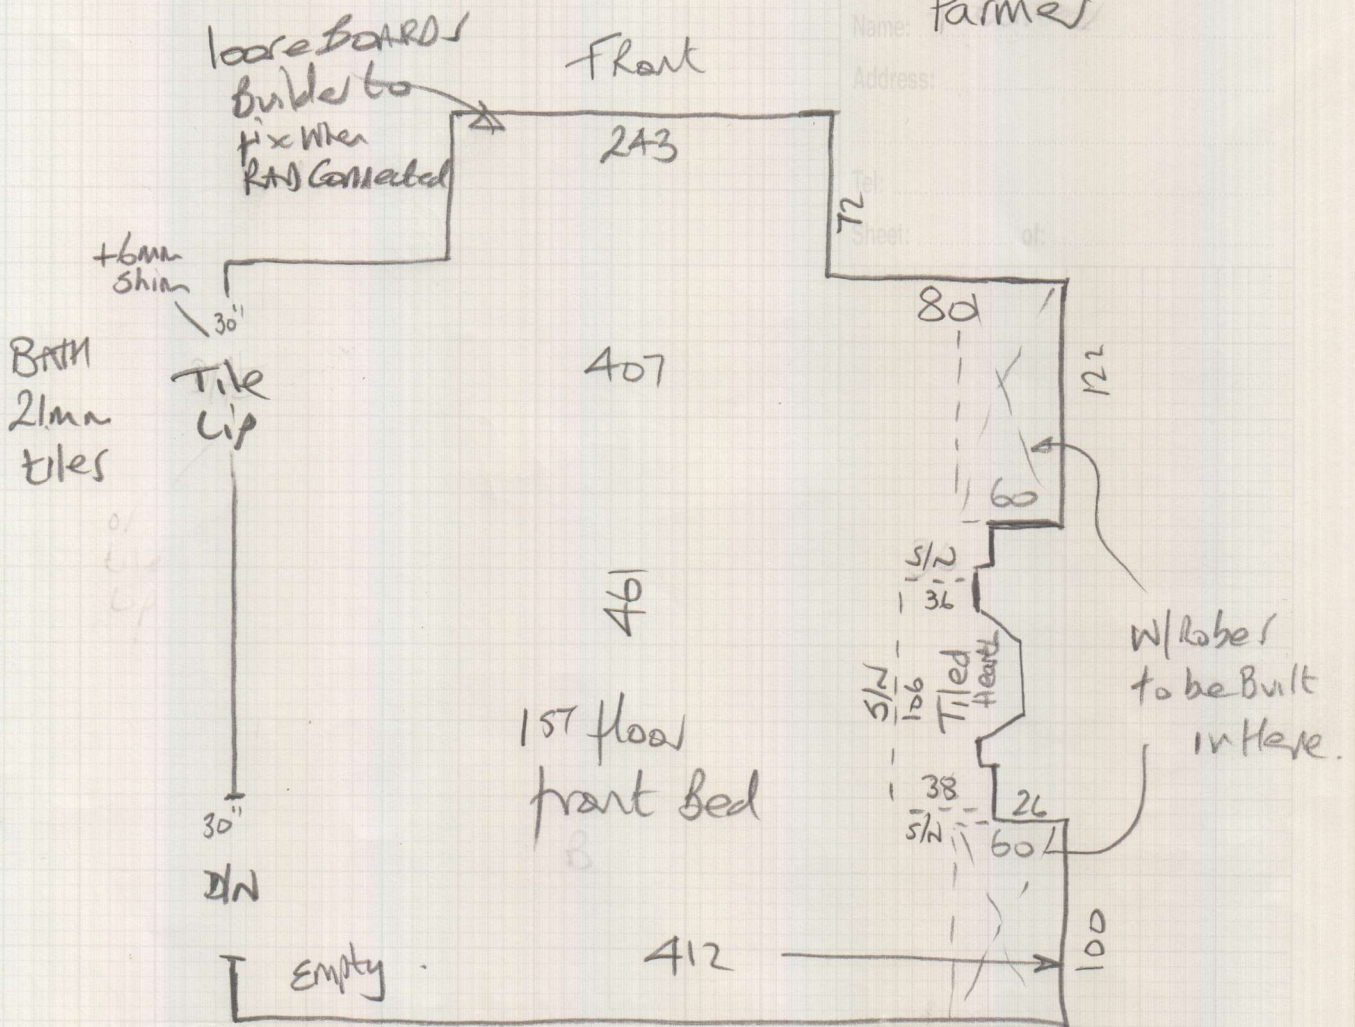 Farmer
Name:
Address:
Tel:
Sheet: of:
loose BOARDS
Builder to
fix When
RAD Connected
Front
243
72
+6mm
Shim
30"
Tile
Lip
BATH
21mm
tiles
407
80
122
60
461
S/N
36
S/N
106
Tiled
Hearth
W/Robes
to be Built
in Here.
1ST floor
front Bed
38
S/N
26
60
30"
D/N
Empty.
412
100